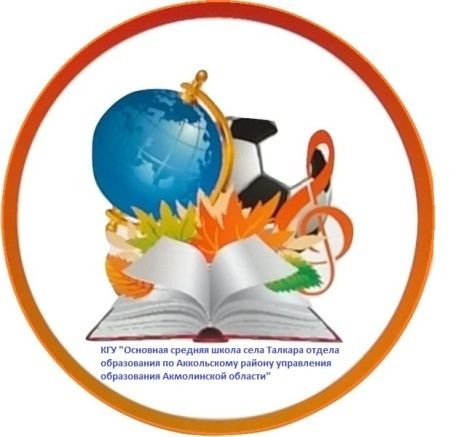 КГУ "Основная средняя школа села Талкара отдела
образования по Аккольскому району управления
образования Акмолинской области"